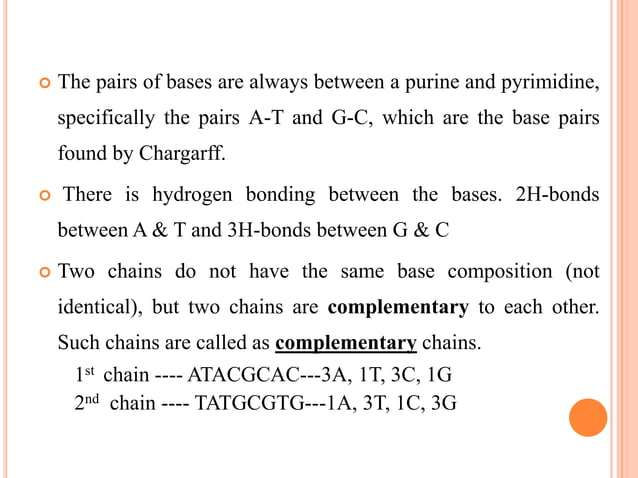 The pairs of bases are always between a purine and pyrimidine,
specifically the pairs A-T and G-C, which are the base pairs
found by Chargarff.
There is hydrogen bonding between the bases. 2H-bonds
between A & T and 3H-bonds between G & C
Two chains do not have the same base composition (not
identical), but two chains are complementary to each other.
Such chains are called as complementary chains.
1st chain ---- ATACGCAC---3A, 1T, 3C, 1G
2nd chain ---- TATGCGTG---1A, 3T, 1C, 3G